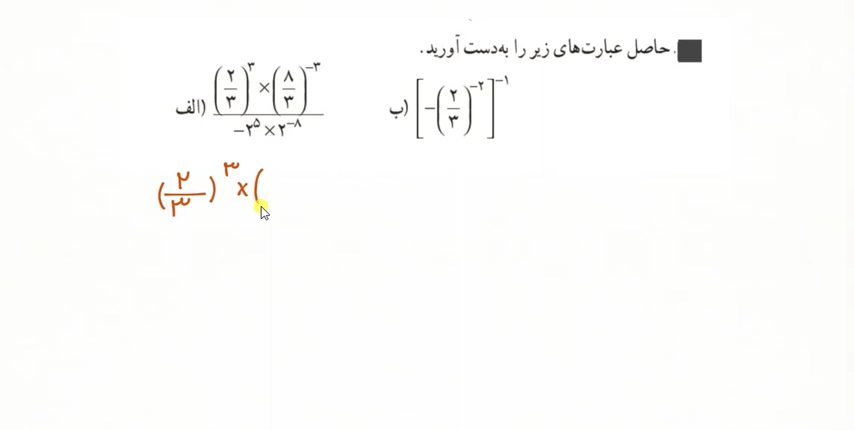 حاصل عبارت‌های زیر را به‌دست آورید.
الف) ((۲/۳)^۳ × (۸/۳)^−۳) / (−۲^۵ × ۲^−۸)
ب) [−(۲/۳)^−۲]^−۱
(۲/۳)^۳ × (